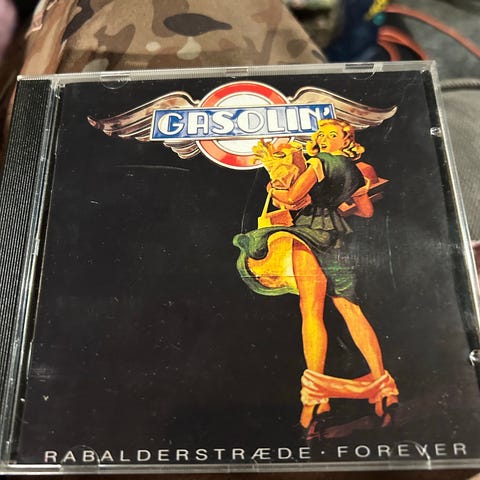 GASOLIN'
RABALDERSTRÆDE · FOREVER